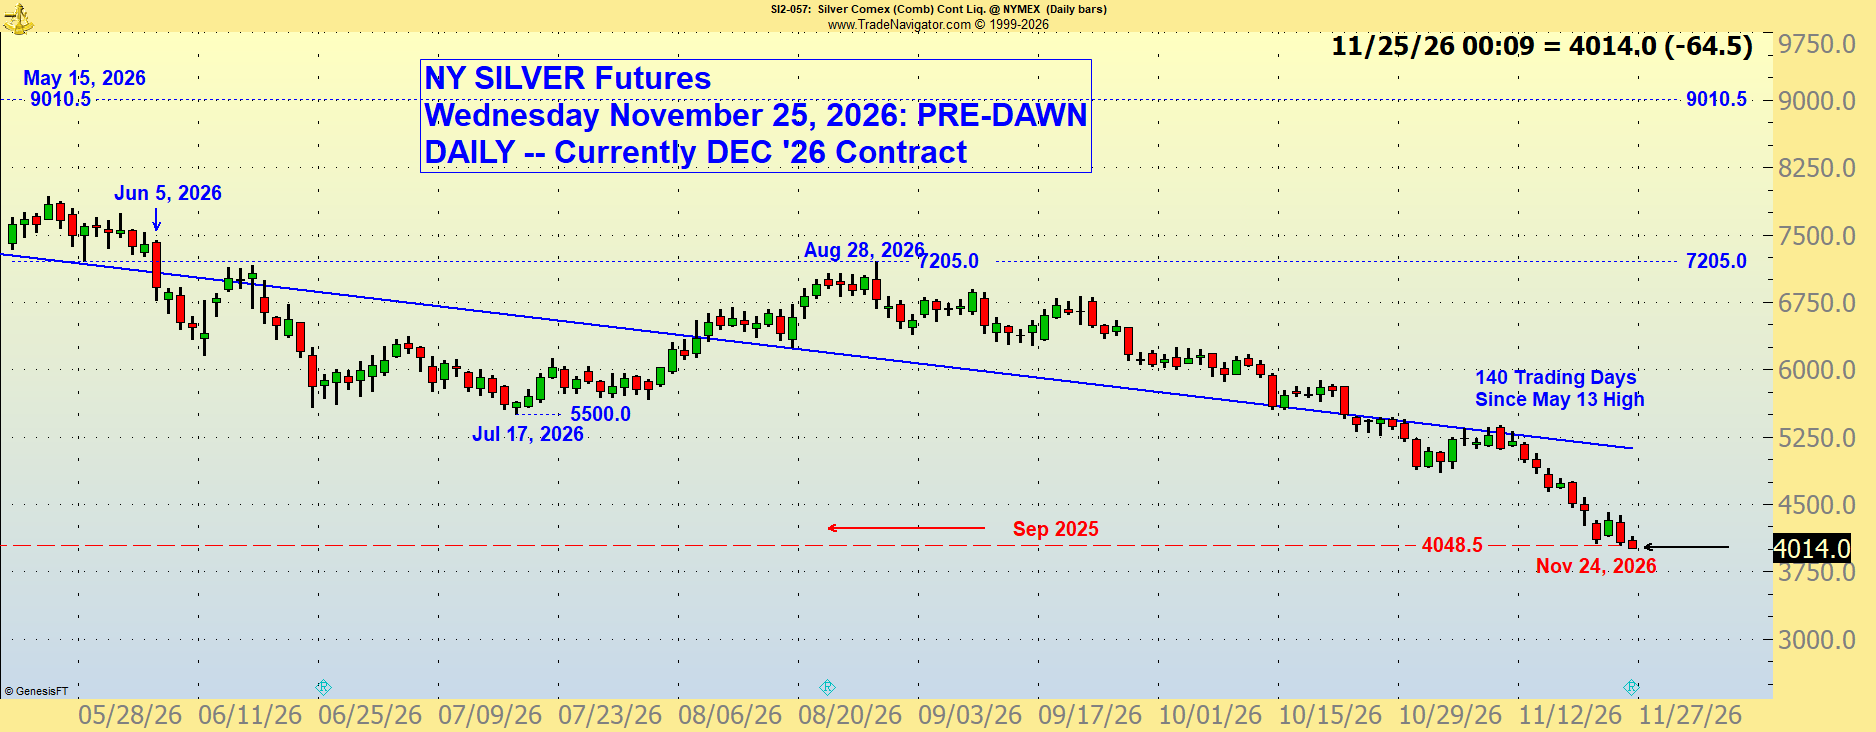 SI2-057:  Silver Comex (Comb) Cont Liq. @ NYMEX  (Daily bars)
www.TradeNavigator.com © 1999-2026
11/25/26 00:09 = 4014.0 (-64.5)
NY SILVER Futures
Wednesday November 25, 2026: PRE-DAWN
DAILY -- Currently DEC '26 Contract
May 15, 2026
9010.5
9010.5
Jun 5, 2026
Aug 28, 2026
7205.0
7205.0
5500.0
Jul 17, 2026
140 Trading Days
Since May 13 High
Sep 2025
4048.5
Nov 24, 2026
9750.0
9000.0
8250.0
7500.0
6750.0
6000.0
5250.0
4500.0
4014.0
3750.0
3000.0
R
R
R
© GenesisFT
05/28/26 06/11/26 06/25/26 07/09/26 07/23/26 08/06/26 08/20/26 09/03/26 09/17/26 10/01/26 10/15/26 10/29/26 11/12/26 11/27/26